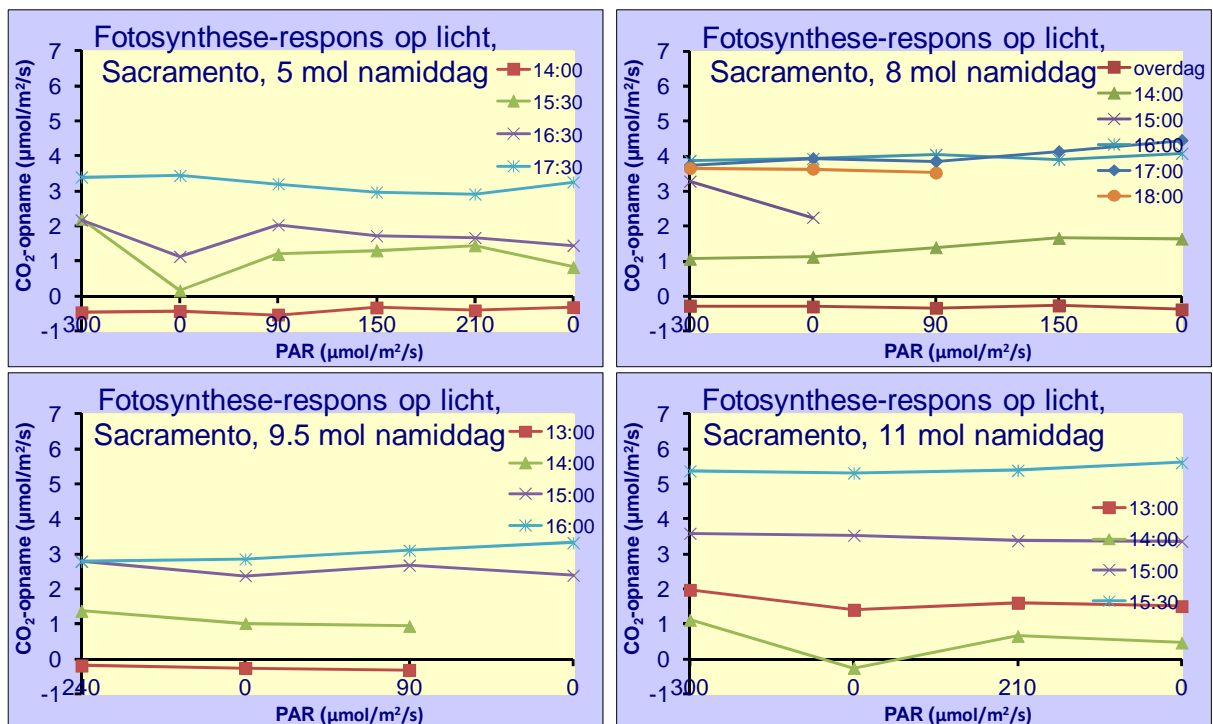 Fotosynthese-respons op licht,
Sacramento, 5 mol namiddag
CO₂-opname (µmol/m²/s)
7
6
5
4
3
2
1
0
-1
14:00
15:30
16:30
17:30
300 0 90 150 210 0
PAR (µmol/m²/s)
Fotosynthese-respons op licht,
Sacramento, 8 mol namiddag
CO₂-opname (µmol/m²/s)
7
6
5
4
3
2
1
0
-1
overdag
14:00
15:00
16:00
17:00
18:00
300 0 90 150 0
PAR (µmol/m²/s)
Fotosynthese-respons op licht,
Sacramento, 9.5 mol namiddag
CO₂-opname (µmol/m²/s)
7
6
5
4
3
2
1
0
-1
13:00
14:00
15:00
16:00
240 0 90 0
PAR (µmol/m²/s)
Fotosynthese-respons op licht,
Sacramento, 11 mol namiddag
CO₂-opname (µmol/m²/s)
7
6
5
4
3
2
1
0
-1
13:00
14:00
15:00
15:30
300 0 210 0
PAR (µmol/m²/s)